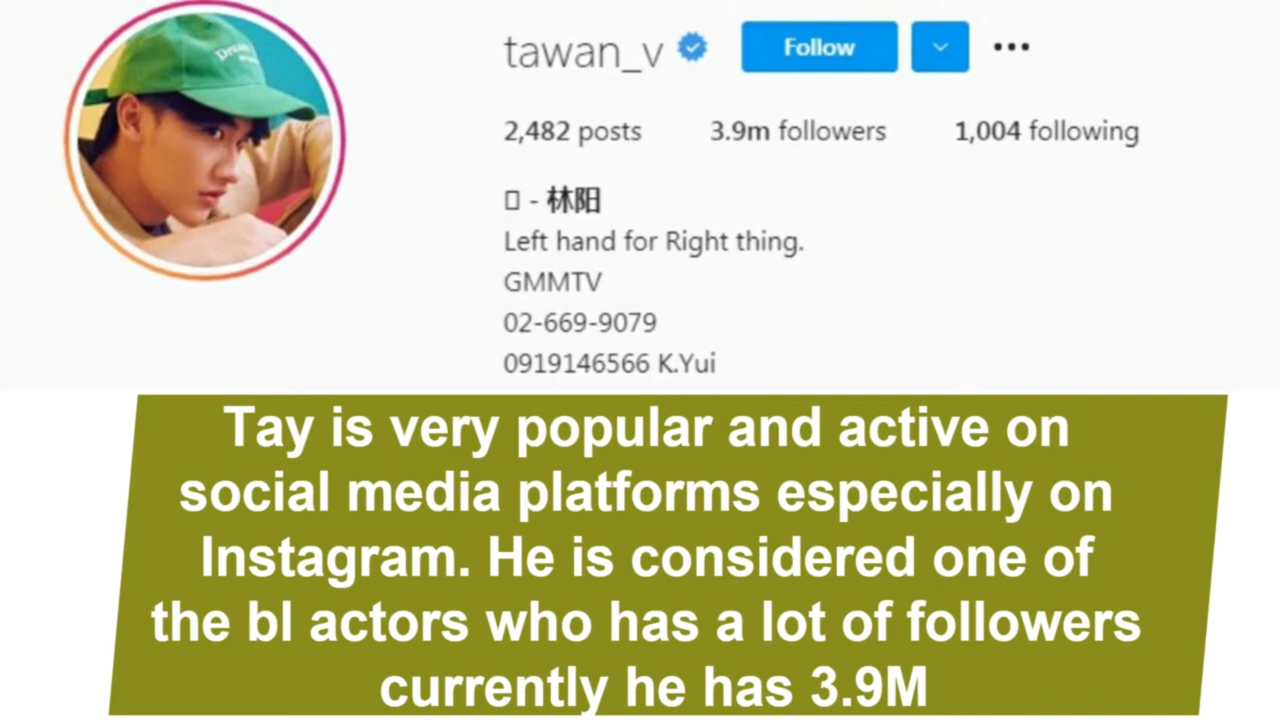 tawan_v Follow
2,482 posts 3.9m followers 1,004 following
- 林阳
Left hand for Right thing.
GMMTV
02-669-9079
0919146566 K.Yui
Tay is very popular and active on
social media platforms especially on
Instagram. He is considered one of
the bl actors who has a lot of followers
currently he has 3.9M